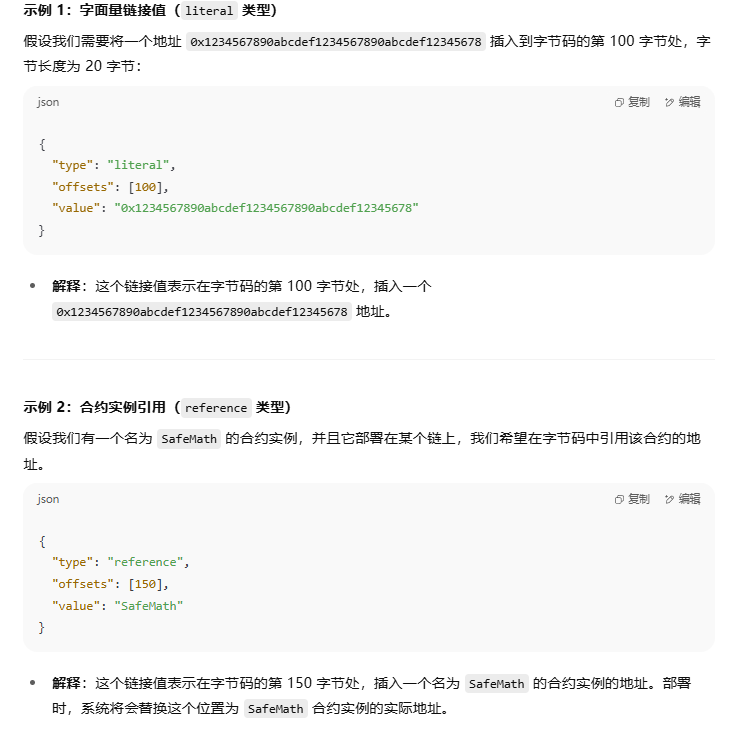 示例 1：字面量链接值（literal 类型）
假设我们需要将一个地址 0x1234567890abcdef1234567890abcdef12345678 插入到字节码的第 100 字节处，字
节长度为 20 字节：
json 复制 编辑
{
"type": "literal",
"offsets": [100],
"value": "0x1234567890abcdef1234567890abcdef12345678"
}
解释：这个链接值表示在字节码的第 100 字节处，插入一个
0x1234567890abcdef1234567890abcdef12345678 地址。
示例 2：合约实例引用（reference 类型）
假设我们有一个名为 SafeMath 的合约实例，并且它部署在某个链上，我们希望在字节码中引用该合约的地
址。
json 复制 编辑
{
"type": "reference",
"offsets": [150],
"value": "SafeMath"
}
解释：这个链接值表示在字节码的第 150 字节处，插入一个名为 SafeMath 的合约实例的地址。部署
时，系统将会替换这个位置为 SafeMath 合约实例的实际地址。